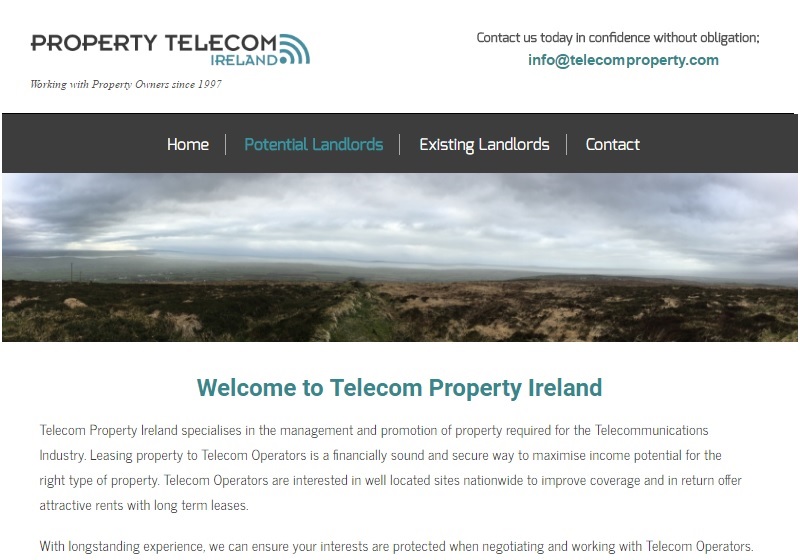 PROPERTY TELECOM
IRELAND
Working with Property Owners since 1997
Contact us today in confidence without obligation;
info@telecomproperty.com
Home
Potential Landlords
Existing Landlords
Contact
Welcome to Telecom Property Ireland
Telecom Property Ireland specialises in the management and promotion of property required for the Telecommunications
Industry. Leasing property to Telecom Operators is a financially sound and secure way to maximise income potential for the
right type of property. Telecom Operators are interested in well located sites nationwide to improve coverage and in return offer
attractive rents with long term leases.
With longstanding experience, we can ensure your interests are protected when negotiating and working with Telecom Operators.